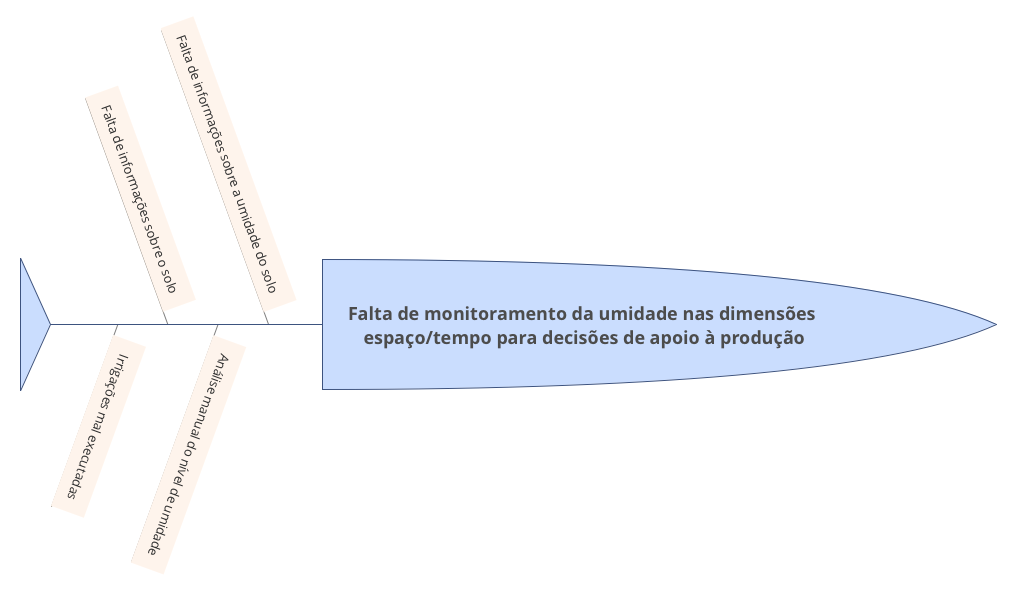 Falta de informações sobre o solo
Falta de informações sobre a umidade do solo
Falta de monitoramento da umidade nas dimensões
espaço/tempo para decisões de apoio à produção
Irrigações mal executadas
Análise manual do nível de umidade